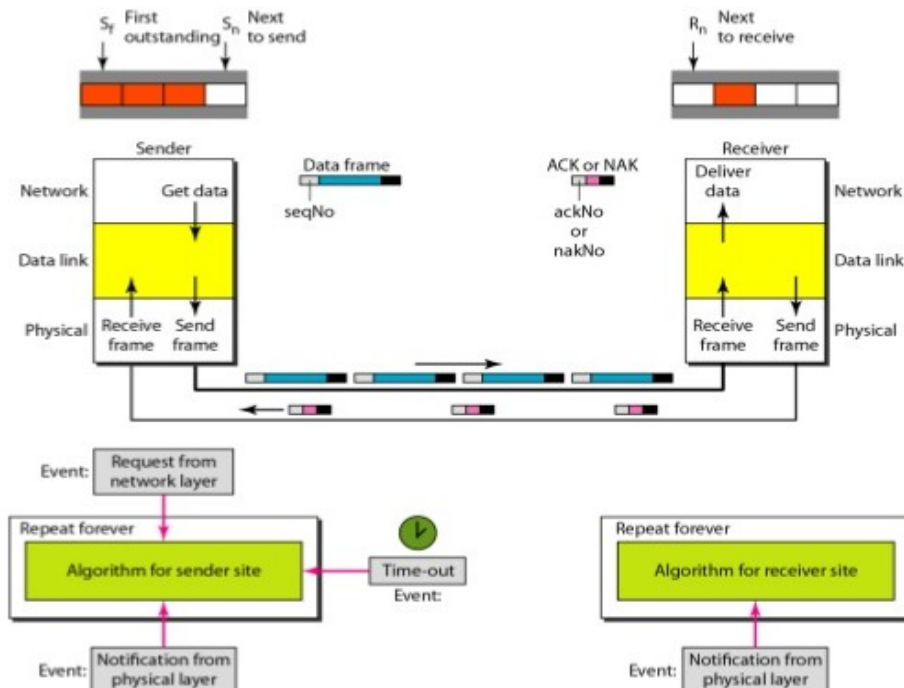 S_f First outstanding
S_n Next to send
R_n Next to receive
Sender
Receiver
Network
Get data
Data frame
seqNo
ACK or NAK
ackNo
or
nakNo
Deliver
data
Network
Data link
Data link
Physical
Receive
frame
Send
frame
Receive
frame
Send
frame
Physical
Event:
Request from
network layer
Repeat forever
Algorithm for sender site
Time-out
Event:
Event:
Notification from
physical layer
Repeat forever
Algorithm for receiver site
Event:
Notification from
physical layer